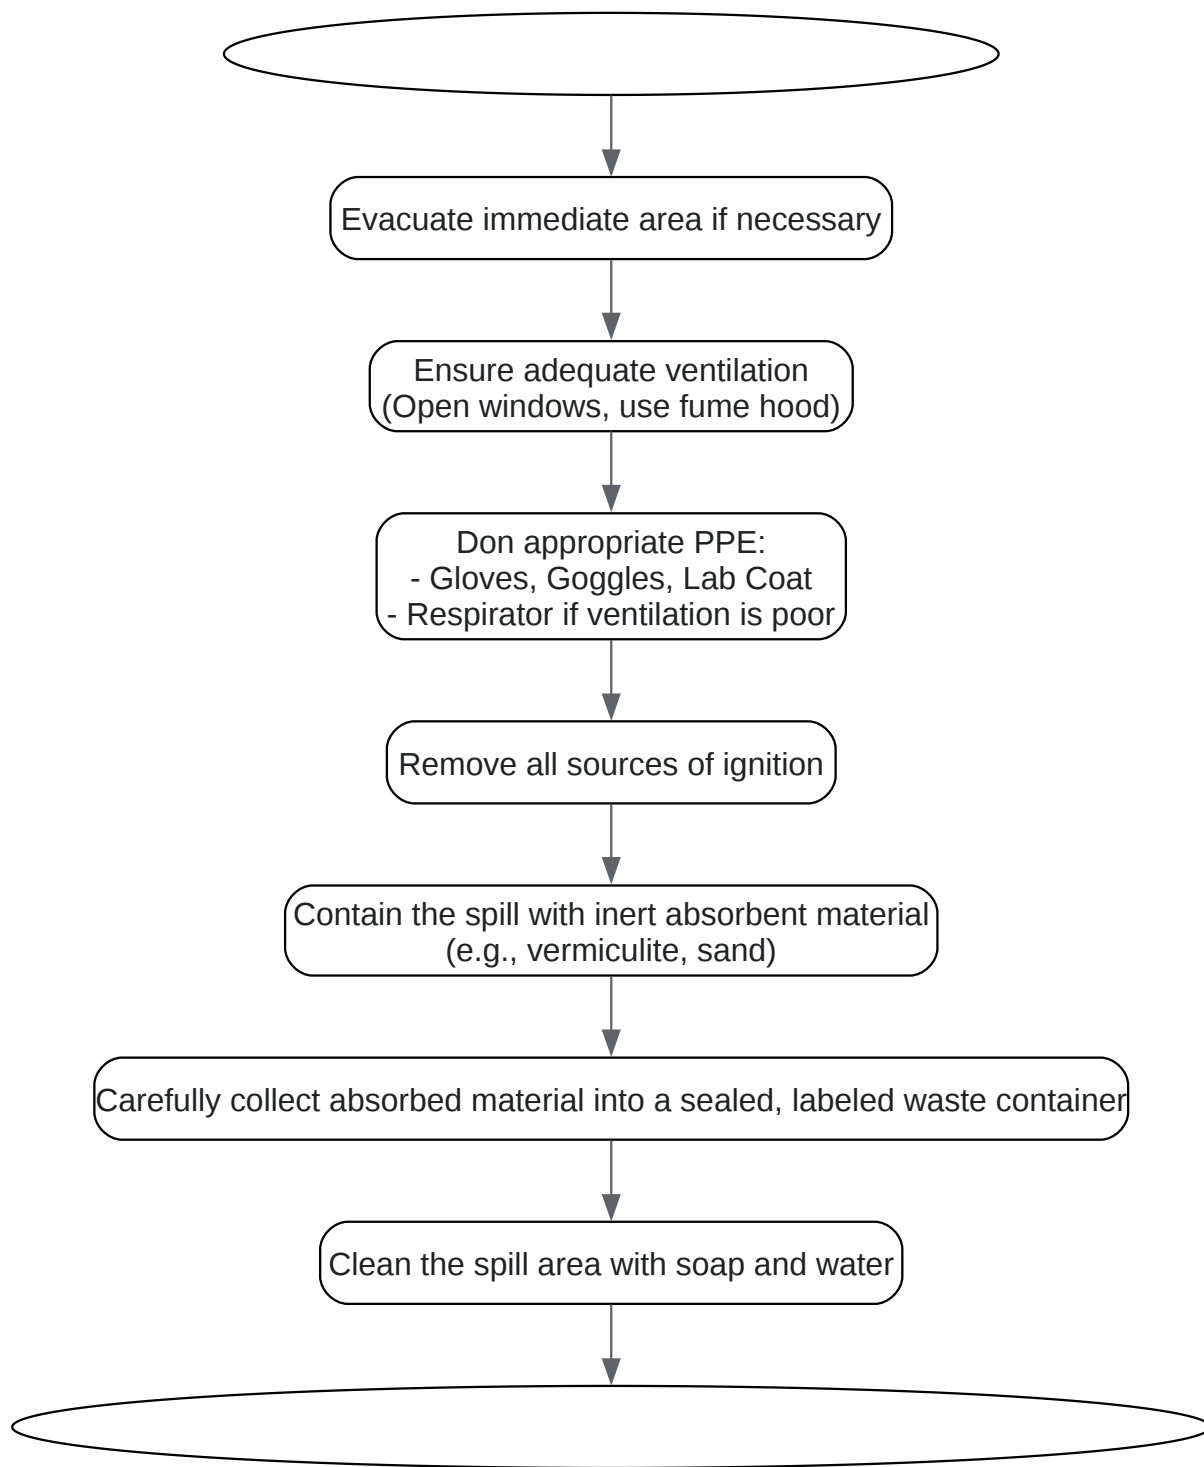 Evacuate immediate area if necessary
Ensure adequate ventilation
(Open windows, use fume hood)
Don appropriate PPE:
- Gloves, Goggles, Lab Coat
- Respirator if ventilation is poor
Remove all sources of ignition
Contain the spill with inert absorbent material
(e.g., vermiculite, sand)
Carefully collect absorbed material into a sealed, labeled waste container
Clean the spill area with soap and water